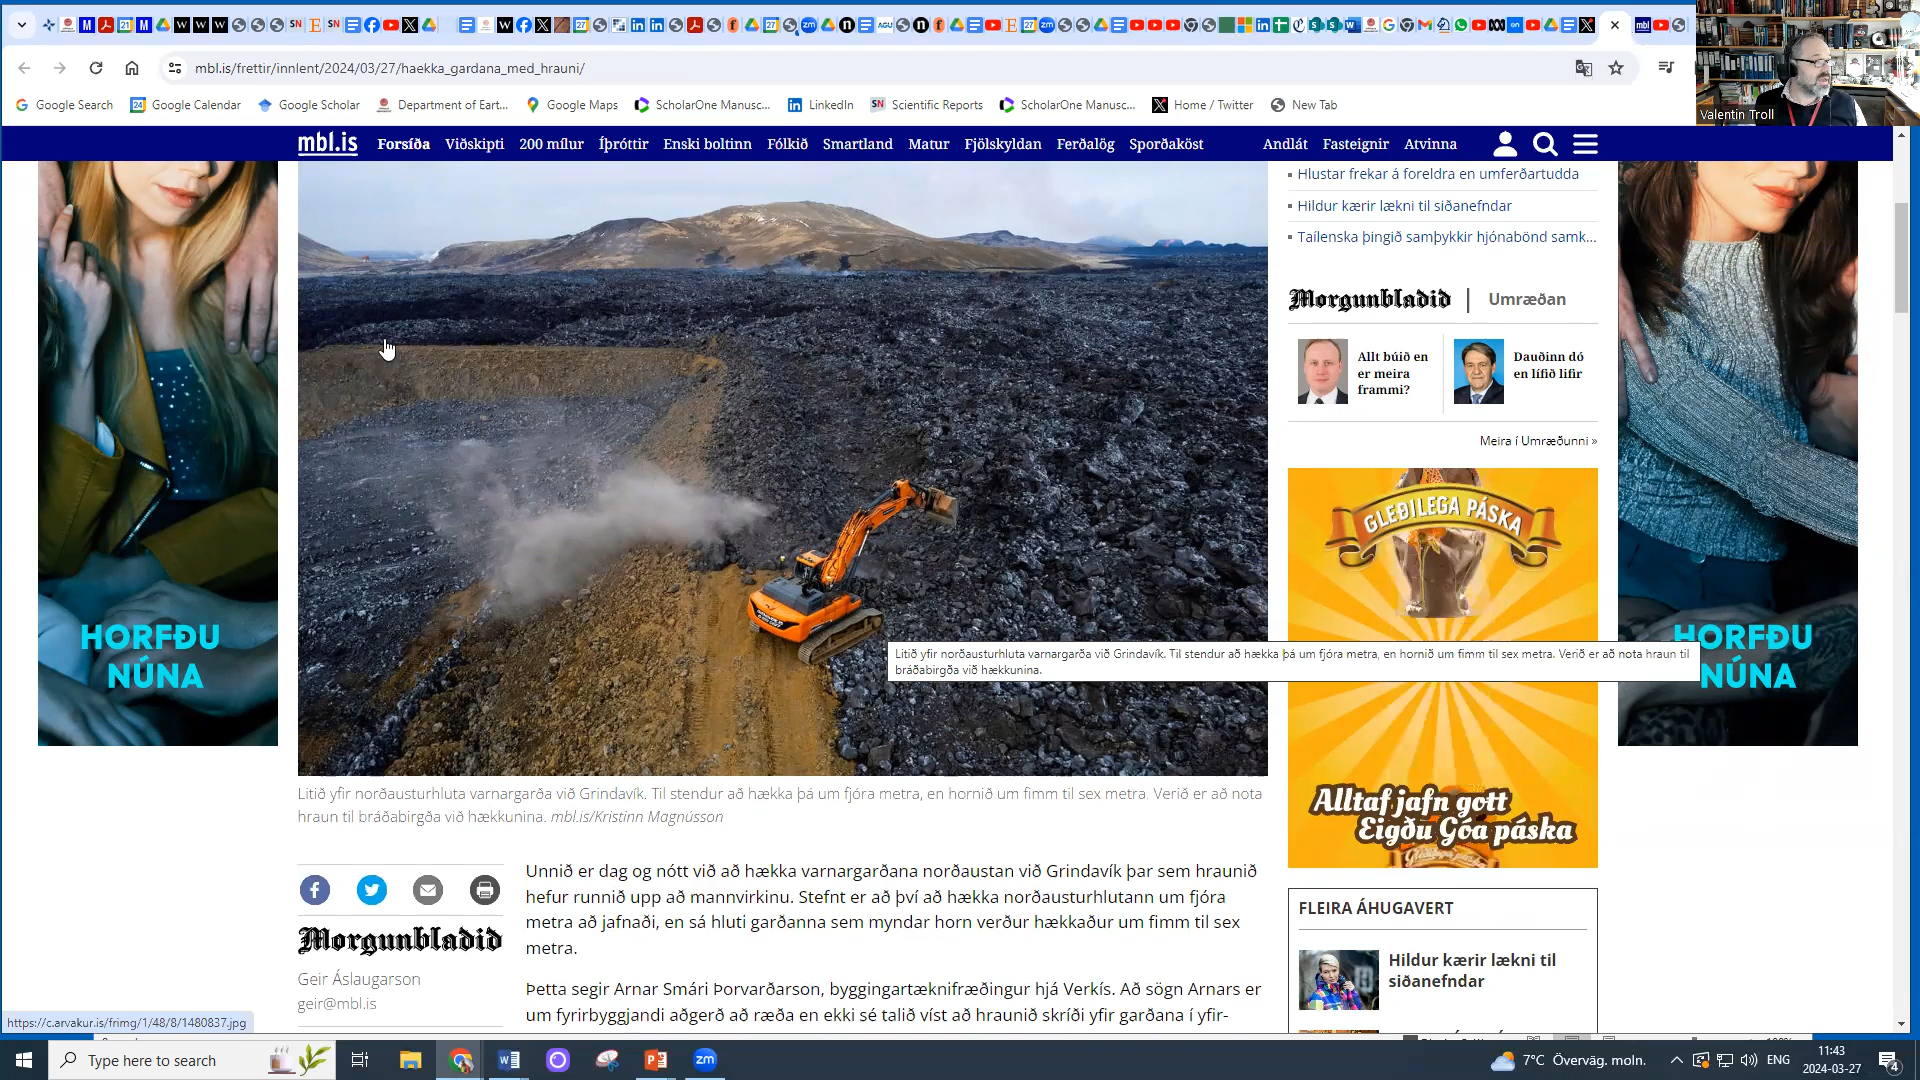 mbl.is/frettir/innlent/2024/03/27/haekka_gardana_med_hrauni/
Google Search
Google Calendar
Google Scholar
Department of Eart...
Google Maps
ScholarOne Manusc...
LinkedIn
Scientific Reports
ScholarOne Manusc...
Home / Twitter
New Tab
Valentin Troll
mbl.is
Forsíða
Viðskipti
200 mílur
Íþróttir
Enski boltinn
Fólkið
Smartland
Matur
Fjölskyldan
Ferðalög
Sporðaköst
Andlát
Fasteignir
Atvinna
Hlustar frekar á foreldra en umferðartudda
Hildur kærir lækni til siðanefndar
Taílenska þingið samþykkir hjónabönd samk...
Morgunblaðið | Umræðan
Allt búið en
er meira
frammi?
Dauðinn dó
en lífið lifir
Meira í Umræðunni »
GLEÐILEGA PÁSKA
Alltaf jafn gott
Eigðu Góa páska
HORFÐU
NÚNA
HORFÐU
NÚNA
Litið yfir norðausturhluta varnargarða við Grindavík. Til stendur að hækka þá um fjóra metra, en hornið um fimm til sex metra. Verið er að nota hraun til
bráðabirgða við hækkunina.
Litið yfir norðausturhluta varnargarða við Grindavík. Til stendur að hækka þá um fjóra metra, en hornið um fimm til sex metra. Verið er að nota
hraun til bráðabirgða við hækkunina. mbl.is/Kristinn Magnússon
Morgunblaðið
Geir Áslaugarson
geir@mbl.is
Unnið er dag og nótt við að hækka varnargarðana norðaustan við Grindavík þar sem hraunið
hefur runnið upp að mannvirkinu. Stefnt er að því að hækka norðausturhlutann um fjóra
metra að jafnaði, en sá hluti garðanna sem myndar horn verður hækkaður um fimm til sex
metra.
Þetta segir Arnar Smári Þorvarðarson, byggingartæknifræðingur hjá Verkís. Að sögn Arnars er
um fyrirbyggjandi aðgerð að ræða en ekki sé talið víst að hraunið skríði yfir garðana í yfir-
FLEIRA ÁHUGAVERT
Hildur kærir lækni til
siðanefndar
https://c.arvakur.is/frimg/1/48/8/1480837.jpg
Type here to search
7°C Överväg. moln.
ENG
11:43
2024-03-27
4